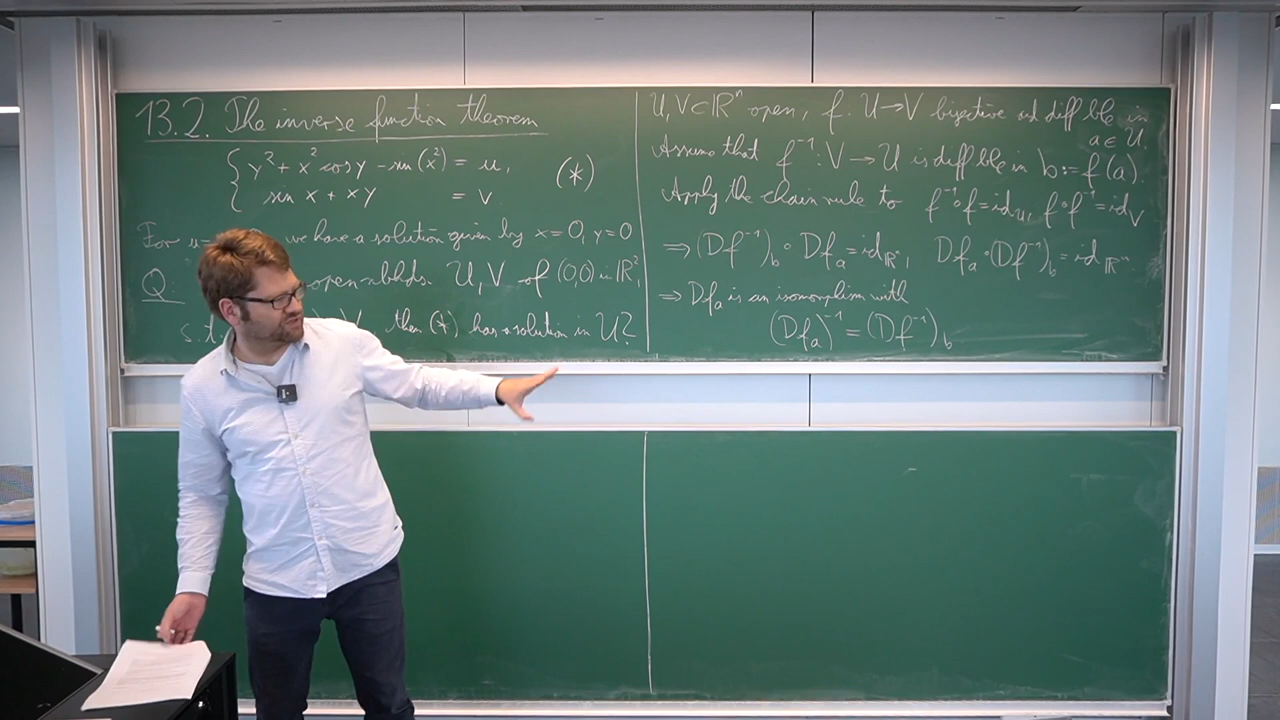 13.2. The inverse function theorem
y² + x² cos y - sin (x²) = u,
(*)
sin x + xy = v.
For u= we have a solution given by x=0, y=0
Q: open nbhds. U, V of (0,0) in ℝ²,
s.t. then (*) has a solution in U?
U, V ⊂ ℝⁿ open, f: U→V bijective and diff'ble in
a ∈ U.
Assume that f⁻¹: V → U is diff'ble in b := f(a).
Apply the chain rule to f⁻¹∘f = id_U, f∘f⁻¹ = id_V
⇒ (Df⁻¹)_b ∘ Df_a = id_ℝⁿ, Df_a ∘ (Df⁻¹)_b = id_ℝⁿ.
⇒ Df_a is an isomorphism with
(Df_a)⁻¹ = (Df⁻¹)_b